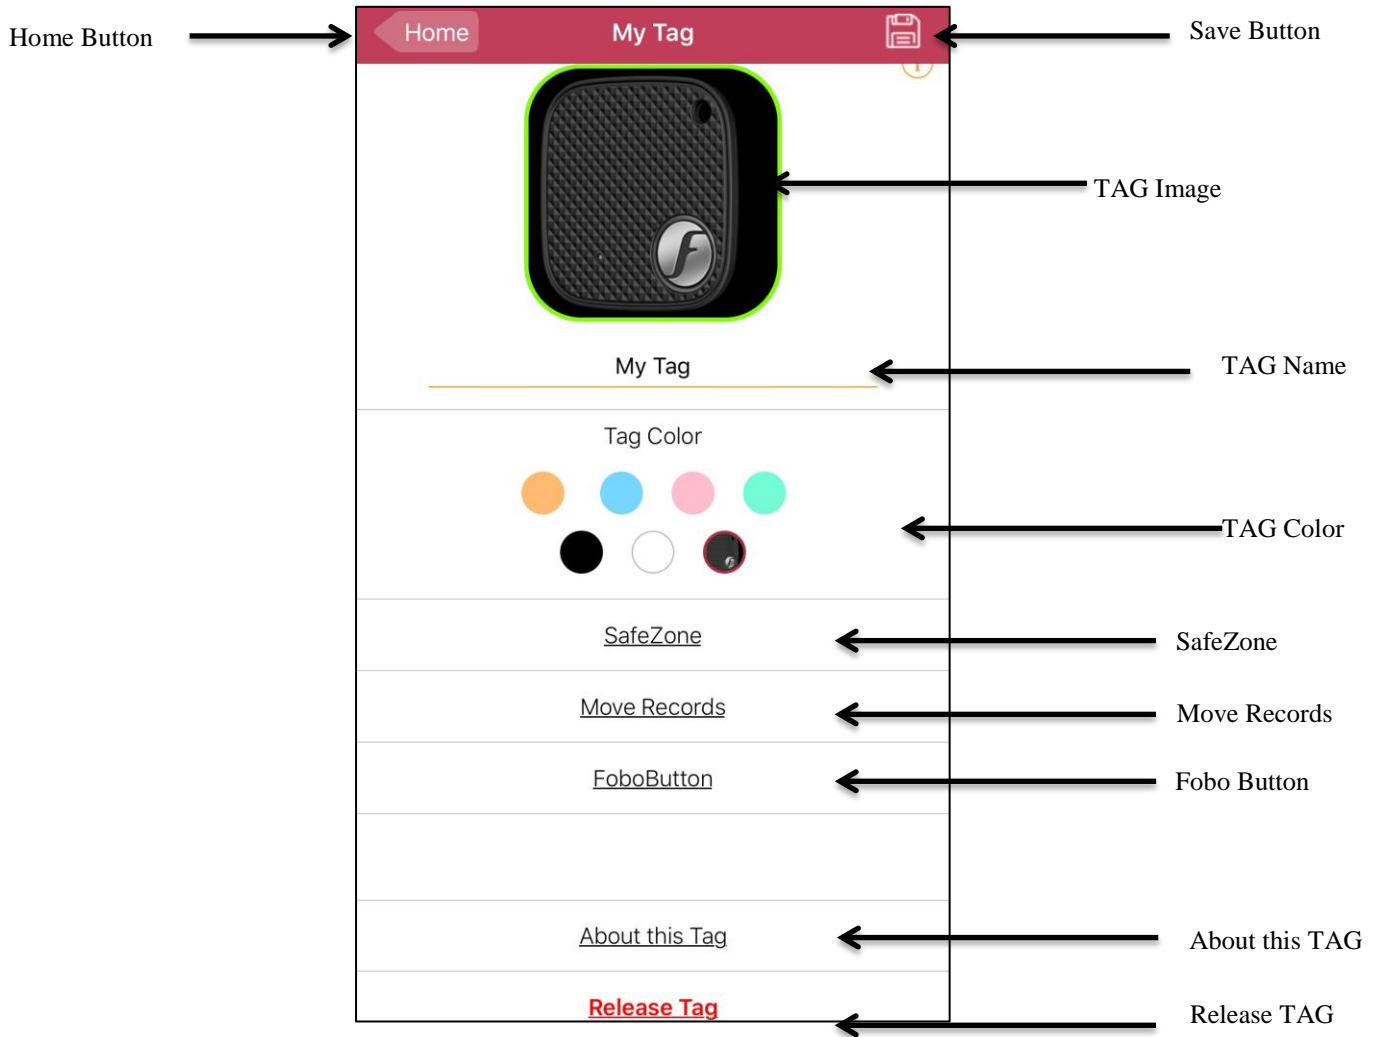 Home Button
Home
My Tag
Save Button
TAG Image
My Tag
TAG Name
Tag Color
TAG Color
SafeZone
SafeZone
Move Records
Move Records
FoboButton
Fobo Button
About this Tag
About this TAG
Release Tag
Release TAG